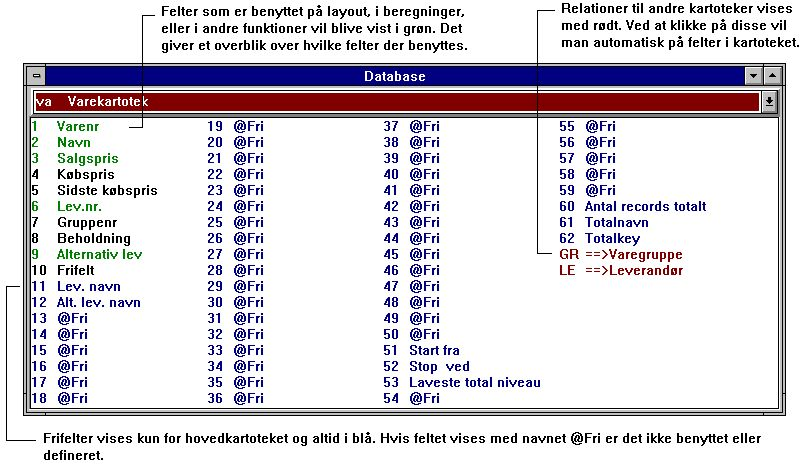 Felter som er benyttet på layout, i beregninger,
eller i andre funktioner vil blive vist i grøn. Det
giver et overblik over hvilke felter der benyttes.
Relationer til andre kartoteker vises
med rødt. Ved at klikke på disse vil
man automatisk på felter i kartoteket.
Database
va Varekartotek
1 Varenr 19 @Fri 37 @Fri 55 @Fri
2 Navn 20 @Fri 38 @Fri 56 @Fri
3 Salgspris 21 @Fri 39 @Fri 57 @Fri
4 Købspris 22 @Fri 40 @Fri 58 @Fri
5 Sidste købspris 23 @Fri 41 @Fri 59 @Fri
6 Lev.nr. 24 @Fri 42 @Fri 60 Antal records totalt
7 Gruppenr 25 @Fri 43 @Fri 61 Totalnavn
8 Beholdning 26 @Fri 44 @Fri 62 Totalkey
9 Alternativ lev 27 @Fri 45 @Fri GR ==>Varegruppe
10 Frifelt 28 @Fri 46 @Fri LE ==>Leverandør
11 Lev. navn 29 @Fri 47 @Fri
12 Alt. lev. navn 30 @Fri 48 @Fri
13 @Fri 31 @Fri 49 @Fri
14 @Fri 32 @Fri 50 @Fri
15 @Fri 33 @Fri 51 Start fra
16 @Fri 34 @Fri 52 Stop ved
17 @Fri 35 @Fri 53 Laveste total niveau
18 @Fri 36 @Fri 54 @Fri
Frifelter vises kun for hovedkartoteket og altid i blå. Hvis feltet vises med navnet @Fri er det ikke benyttet eller
defineret.